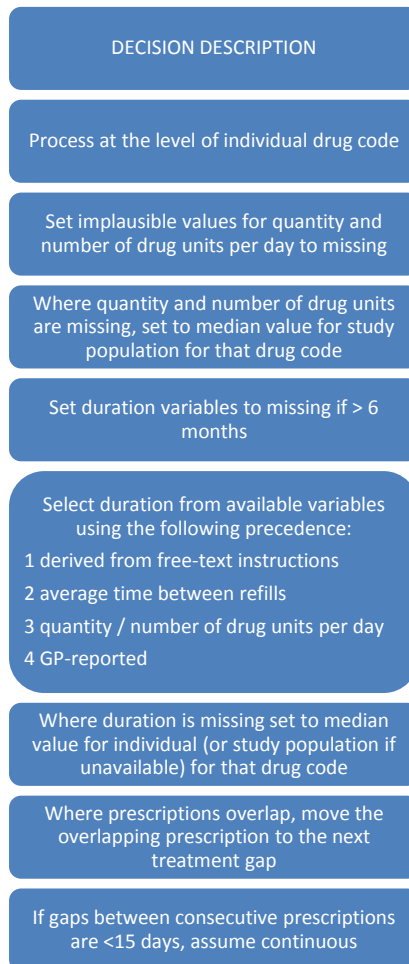 DECISION DESCRIPTION
Process at the level of individual drug code
Set implausible values for quantity and
number of drug units per day to missing
Where quantity and number of drug units
are missing, set to median value for study
population for that drug code
Set duration variables to missing if > 6
months
Select duration from available variables
using the following precedence:
1 derived from free-text instructions
2 average time between refills
3 quantity / number of drug units per day
4 GP-reported
Where duration is missing set to median
value for individual (or study population if
unavailable) for that drug code
Where prescriptions overlap, move the
overlapping prescription to the next
treatment gap
If gaps between consecutive prescriptions
are <15 days, assume continuous